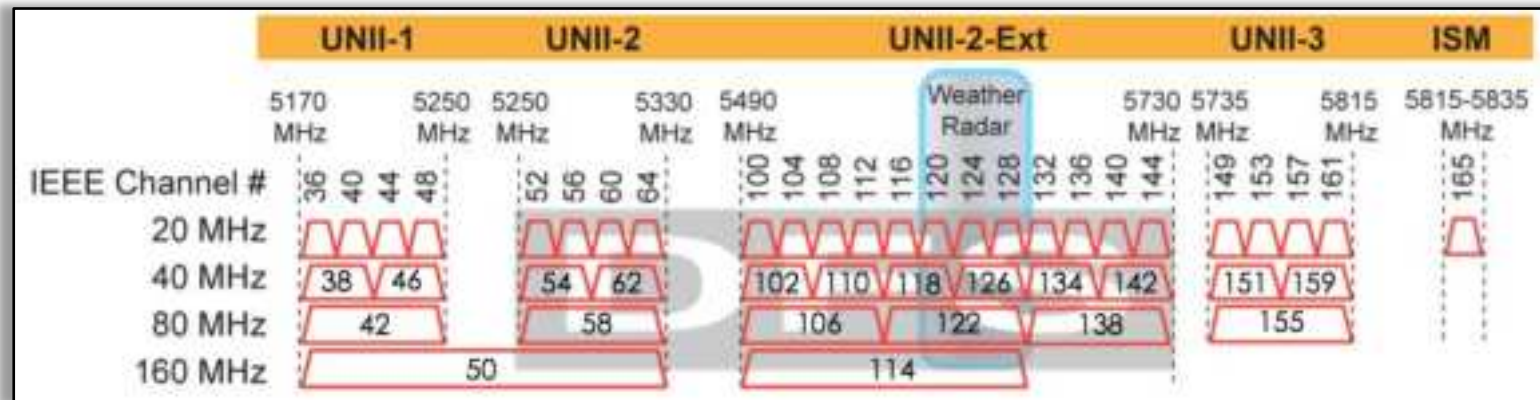 UNII-1 UNII-2 UNII-2-Ext UNII-3 ISM
5170 MHz 5250 MHz 5250 MHz 5330 MHz 5490 MHz Weather Radar 5730 MHz 5735 MHz 5815 MHz 5815-5835 MHz
IEEE Channel # 36 40 44 48 52 56 60 64 100 104 108 112 116 120 124 128 132 136 140 144 149 153 157 161 165
20 MHz
40 MHz 38 46 54 62 102 110 118 126 134 142 151 159
80 MHz 42 58 106 122 138 155
160 MHz 50 114
DFS